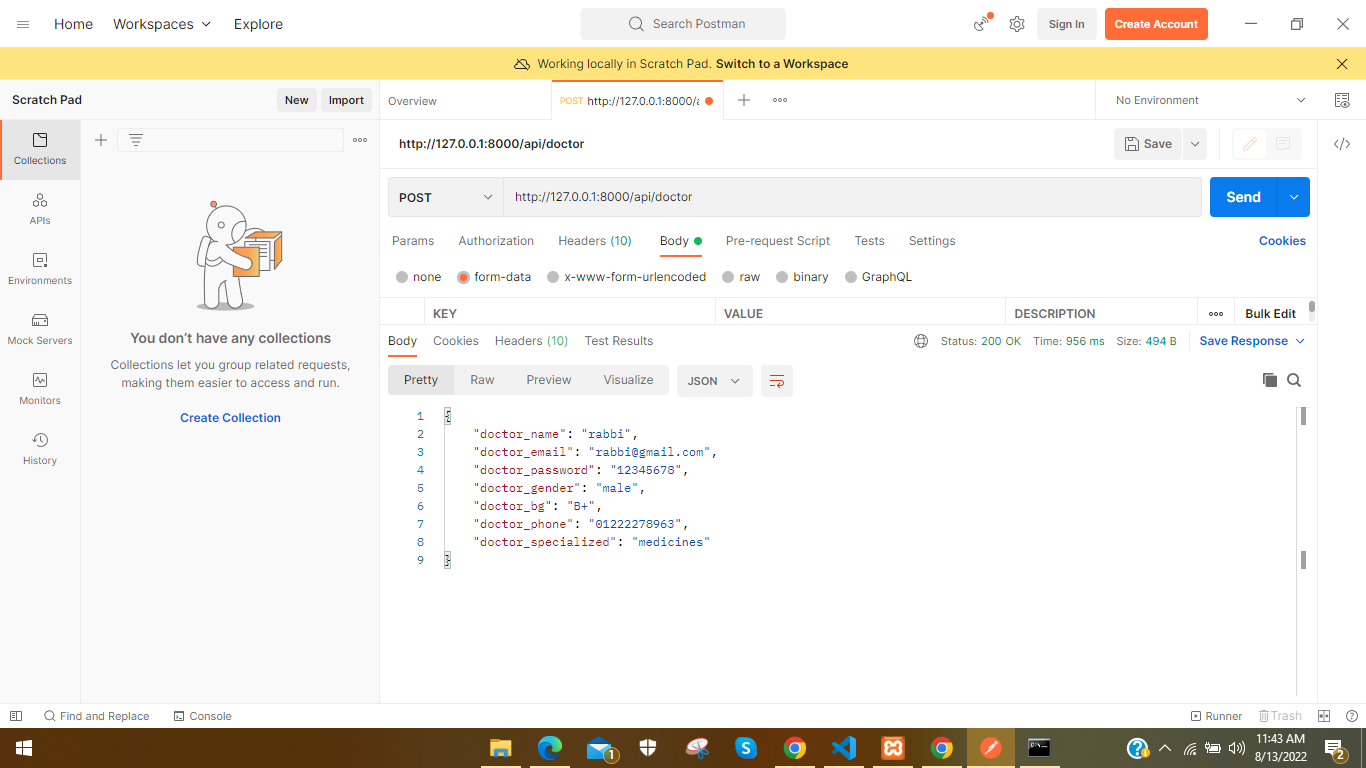 Home Workspaces Explore Search Postman Sign In Create Account
Working locally in Scratch Pad. Switch to a Workspace
Scratch Pad New Import Overview POST http://127.0.0.1:8000/a No Environment
Collections
http://127.0.0.1:8000/api/doctor Save
POST http://127.0.0.1:8000/api/doctor Send
APIs
Params Authorization Headers (10) Body Pre-request Script Tests Settings Cookies
Environments
none form-data x-www-form-urlencoded raw binary GraphQL
KEY VALUE DESCRIPTION Bulk Edit
Mock Servers
You don't have any collections
Body Cookies Headers (10) Test Results Status: 200 OK Time: 956 ms Size: 494 B Save Response
Collections let you group related requests,
making them easier to access and run.
Pretty Raw Preview Visualize JSON
Monitors
Create Collection
History
1 {
2 "doctor_name": "rabbi",
3 "doctor_email": "rabbi@gmail.com",
4 "doctor_password": "12345678",
5 "doctor_gender": "male",
6 "doctor_bg": "B+",
7 "doctor_phone": "01222278963",
8 "doctor_specialized": "medicines"
9 }
Find and Replace Console Runner Trash
1
11:43 AM
8/13/2022
2